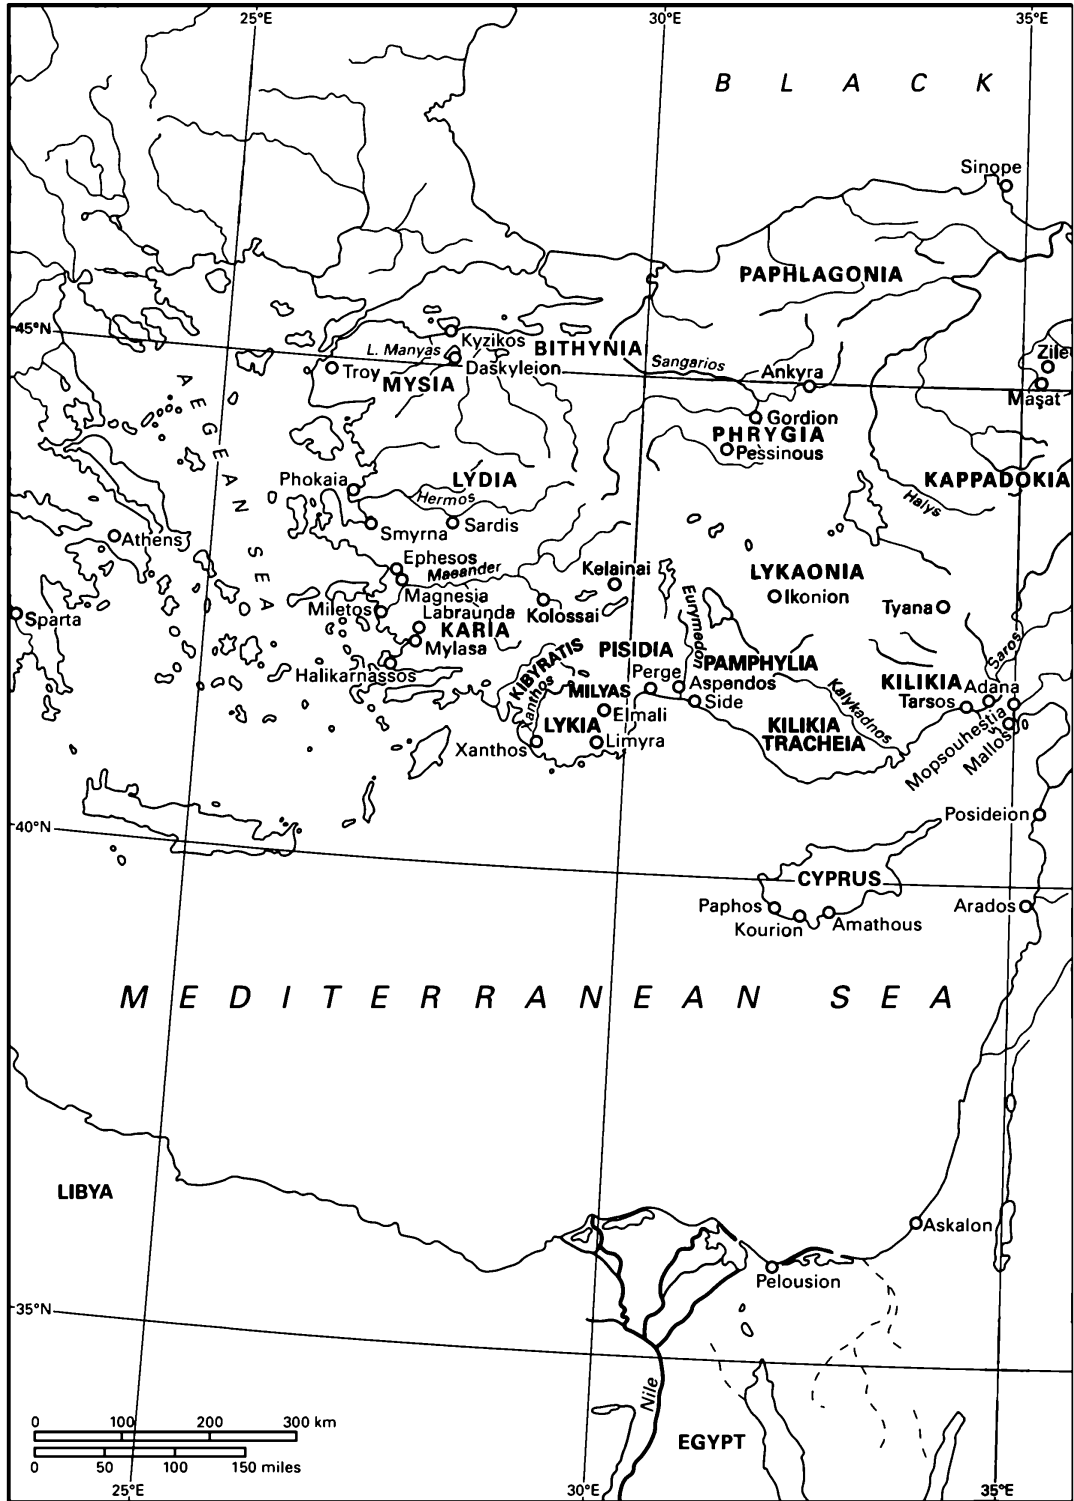 25°E
30°E
35°E
BLACK
Sinope
PAPHLAGONIA
45°N
Kyzikos
L. Manyas
BITHYNIA
Sangarios
Zile
Troy
MYSIA
Daskyleion
Ankyra
Maşat
AEGEAN SEA
Gordion
PHRYGIA
Pessinous
Phokaia
LYDIA
Hermos
KAPPADOKIA
Halys
Smyrna
Sardis
Athens
Ephesos
Maeander
Kelainai
LYKAONIA
Magnesia
Ikonion
Miletos
Labraunda
Kolossai
Tyana
Sparta
KARIA
Eurymedon
Mylasa
Saros
KIBYRATIS
PISIDIA
PAMPHYLIA
Halikarnassos
Perge
Aspendos
KILIKIA
Adana
Xanthos
MILYAS
Side
Kalykadnos
Tarsos
Elmali
LYKIA
KILIKIA
TRACHEIA
Xanthos
Limyra
Mopsouhestia
Mallos
Posideion
40°N
CYPRUS
Paphos
Arados
Kourion
Amathous
MEDITERRANEAN SEA
LIBYA
Askalon
Pelousion
35°N
Nile
0 100 200 300 km
EGYPT
0 50 100 150 miles
25°E
30°E
35°E